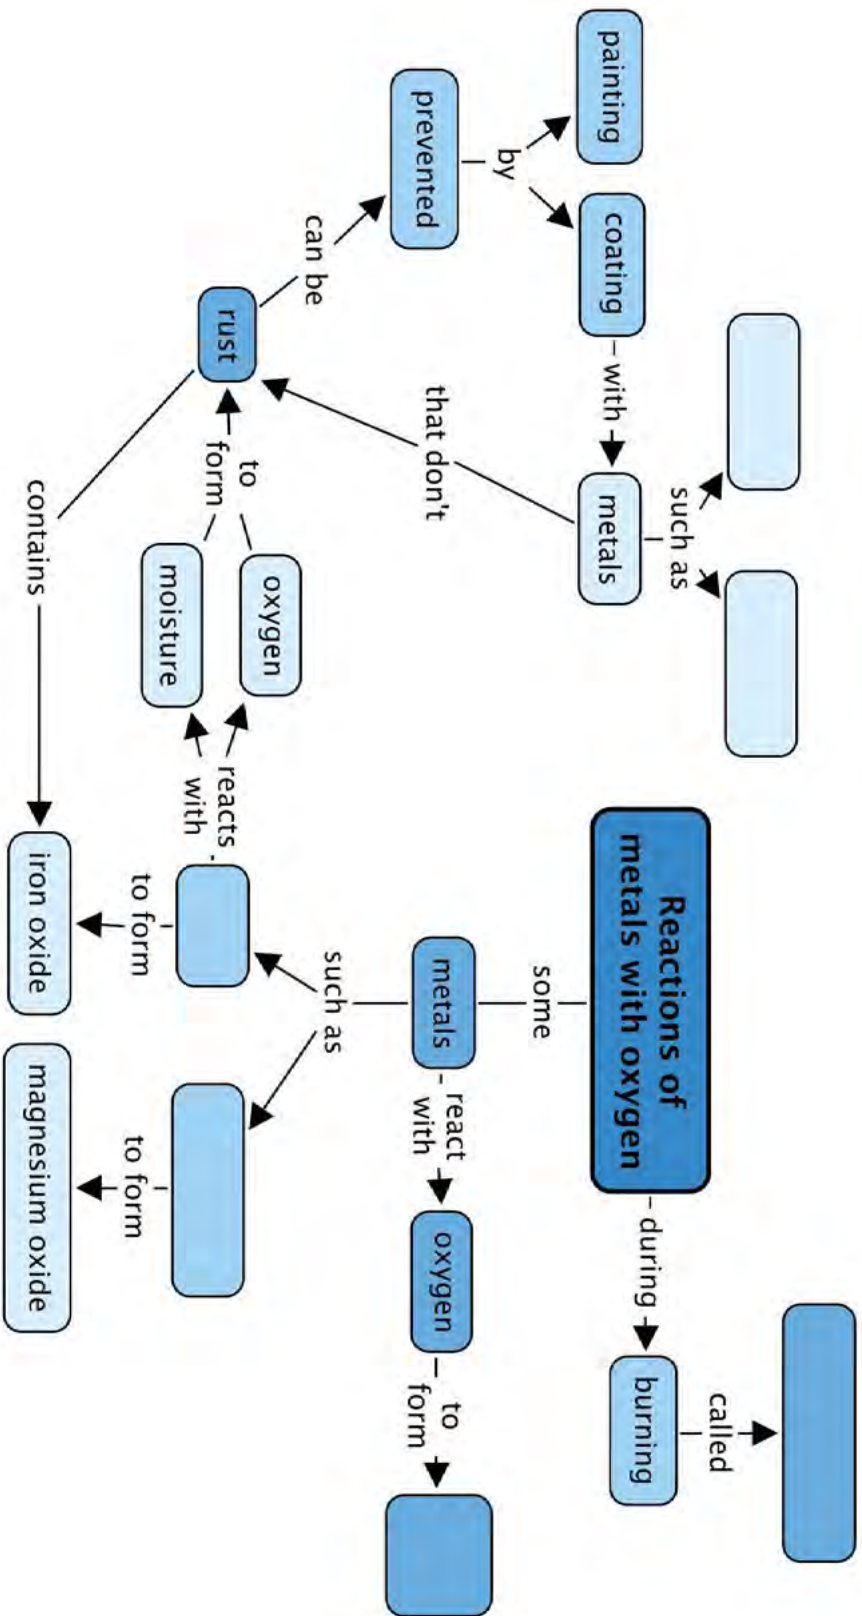 called
Reactions of
metals with oxygen
during
burning
such as
painting
coating
with
metals
some
by
prevented
that don't
metals
react
with
oxygen
to
form
can be
such as
rust
to
form
oxygen
moisture
reacts
with
to form
to form
contains
iron oxide
magnesium oxide